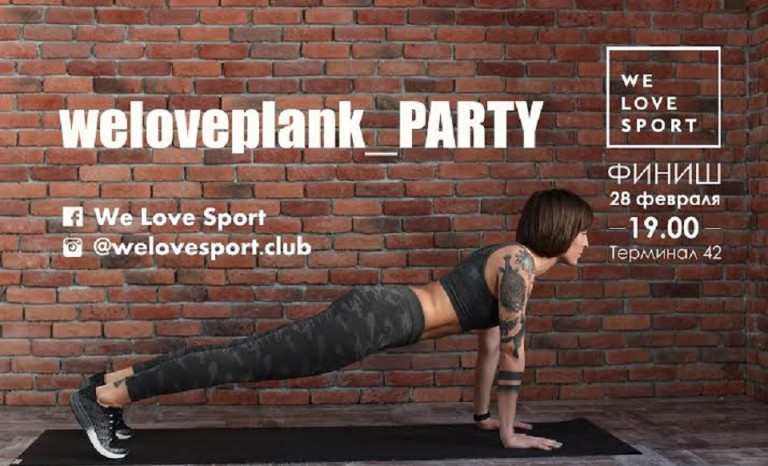 weloveplank_PARTY
We Love Sport
@welovesport.club
WE
LOVE
SPORT
ФИНИШ
28 февраля
19.00
Терминал 42